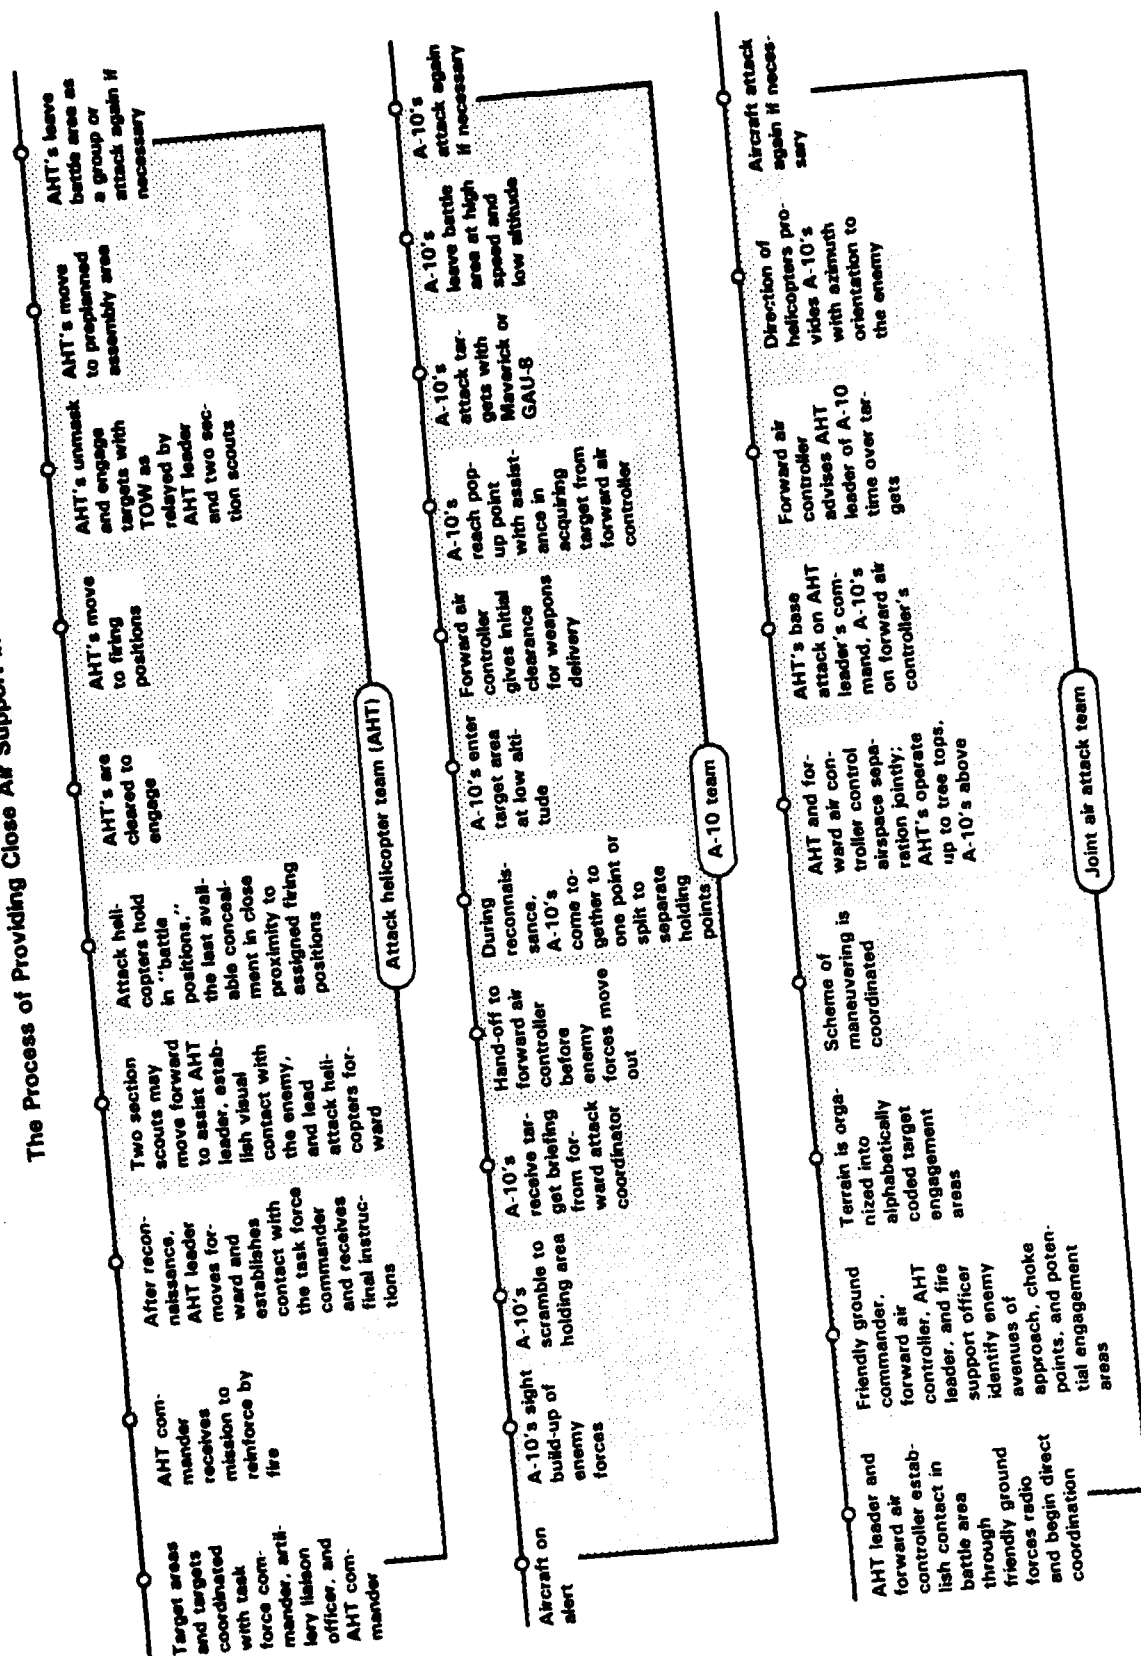 The Process of Providing Close Air Support
Target areas
and targets
coordinated
with task
force com-
mander, artil-
lery liaison
officer, and
AHT com-
mander
AHT com-
mander
receives
mission to
reinforce by
fire
After recon-
naissance,
AHT leader
moves for-
ward and
establishes
contact with
the task force
commander
and receives
final instruc-
tions
Two section
scouts may
move forward
to assist AHT
leader, estab-
lish visual
contact with
the enemy,
and lead
attack heli-
copters for-
ward
Attack heli-
copters hold
in "battle
positions,"
the last avail-
able conceal-
ment in close
proximity to
assigned firing
positions
AHT's are
cleared to
engage
AHT's move
to firing
positions
AHT's unmask
and engage
targets with
TOW as
relayed by
AHT leader
and two sec-
tion scouts
AHT's move
to preplanned
assembly area
AHT's leave
battle area as
a group or
attack again if
necessary
Attack helicopter team (AHT)
Aircraft on
alert
A-10's sight
build-up of
enemy
forces
A-10's
scramble to
holding area
A-10's
receive tar-
get briefing
from for-
ward attack
coordinator
Hand-off to
forward air
controller
before
enemy
forces move
out
During
reconnais-
sance,
A-10's
come to-
gether to
one point or
split to
separate
holding
points
A-10's enter
target area
at low alti-
tude
Forward air
controller
gives initial
clearance
for weapons
delivery
A-10's
reach pop-
up point
with assist-
ance in
acquiring
target from
forward air
controller
A-10's
attack tar-
gets with
Maverick or
GAU-8
A-10's
leave battle
area at high
speed and
low altitude
A-10's
attack again
if necessary
A-10 team
AHT leader and
forward air
controller estab-
lish contact in
battle area
through
friendly ground
forces radio
and begin direct
coordination
Friendly ground
commander,
forward air
controller, AHT
leader, and fire
support officer
identify enemy
avenues of
approach, choke
points, and poten-
tial engagement
areas
Terrain is orga-
nized into
alphabetically
coded target
engagement
areas
Scheme of
maneuvering is
coordinated
AHT and for-
ward air con-
troller control
airspace sepa-
ration jointly;
AHT's operate
up to tree tops,
A-10's above
AHT's base
attack on AHT
leader's com-
mand, A-10's
on forward air
controller's
Forward air
controller
advises AHT
leader of A-10
time over tar-
gets
Direction of
helicopters pro-
vides A-10's
with azimuth
orientation to
the enemy
Aircraft attack
again if neces-
sary
Joint air attack team